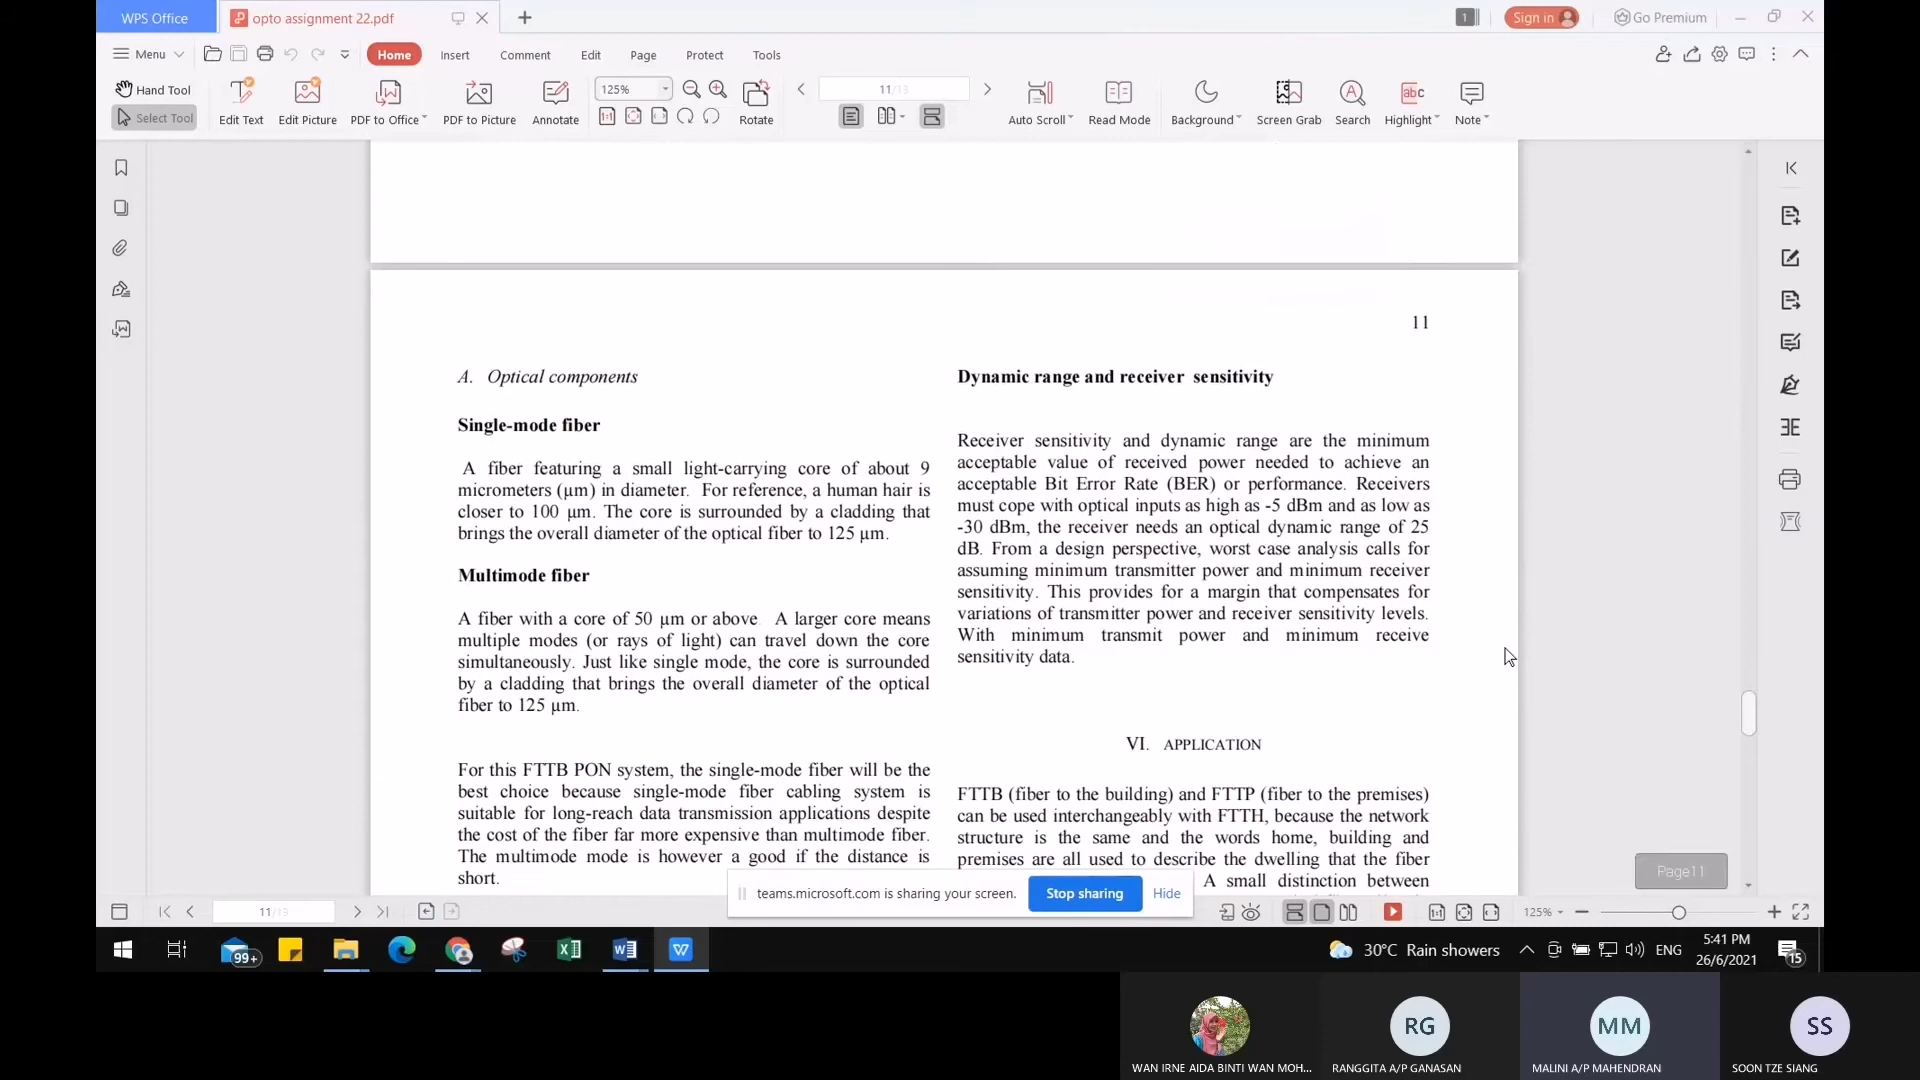 WPS Office
opto assignment 22.pdf
1
Sign in
Go Premium
Menu
Home
Insert
Comment
Edit
Page
Protect
Tools
Hand Tool
Select Tool
Edit Text
Edit Picture
PDF to Office
PDF to Picture
Annotate
125%
Rotate
11/13
Auto Scroll
Read Mode
Background
Screen Grab
Search
Highlight
Note
11
A. Optical components
Single-mode fiber
A fiber featuring a small light-carrying core of about 9
micrometers (µm) in diameter. For reference, a human hair is
closer to 100 µm. The core is surrounded by a cladding that
brings the overall diameter of the optical fiber to 125 µm.
Multimode fiber
A fiber with a core of 50 µm or above A larger core means
multiple modes (or rays of light) can travel down the core
simultaneously. Just like single mode, the core is surrounded
by a cladding that brings the overall diameter of the optical
fiber to 125 µm.
For this FTTB PON system, the single-mode fiber will be the
best choice because single-mode fiber cabling system is
suitable for long-reach data transmission applications despite
the cost of the fiber far more expensive than multimode fiber.
The multimode mode is however a good if the distance is
short.
Dynamic range and receiver sensitivity
Receiver sensitivity and dynamic range are the minimum
acceptable value of received power needed to achieve an
acceptable Bit Error Rate (BER) or performance. Receivers
must cope with optical inputs as high as -5 dBm and as low as
-30 dBm, the receiver needs an optical dynamic range of 25
dB. From a design perspective, worst case analysis calls for
assuming minimum transmitter power and minimum receiver
sensitivity. This provides for a margin that compensates for
variations of transmitter power and receiver sensitivity levels.
With minimum transmit power and minimum receive
sensitivity data.
VI. APPLICATION
FTTB (fiber to the building) and FTTP (fiber to the premises)
can be used interchangeably with FTTH, because the network
structure is the same and the words home, building and
premises are all used to describe the dwelling that the fiber
A small distinction between
Page11
teams.microsoft.com is sharing your screen.
Stop sharing
Hide
11/13
125%
99+
30°C Rain showers
ENG
5:41 PM
26/6/2021
15
RG
MM
SS
WAN IRNE AIDA BINTI WAN MOH...
RANGGITA A/P GANASAN
MALINI A/P MAHENDRAN
SOON TZE SIANG